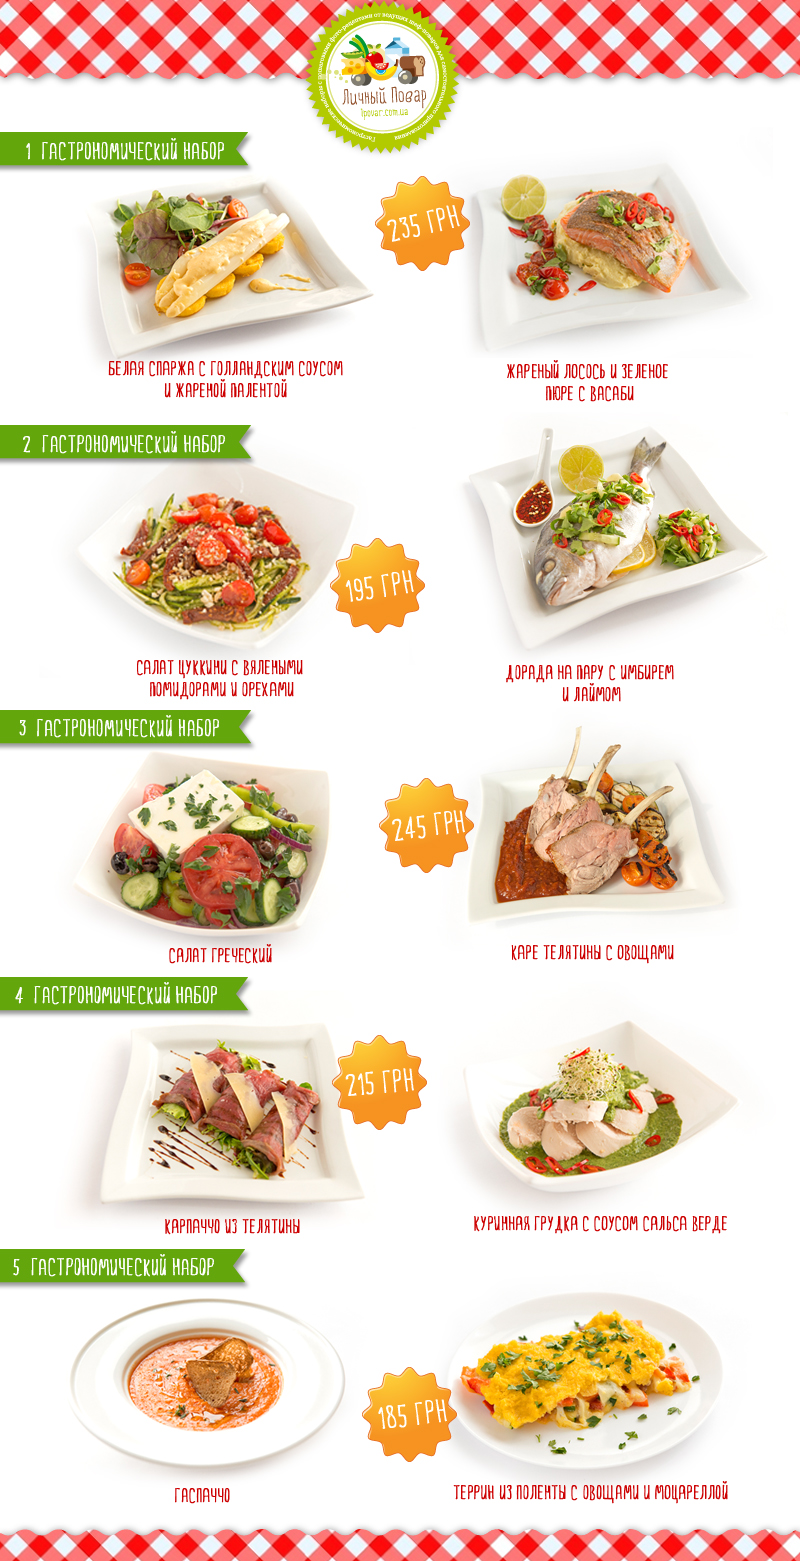 Личный Повар
1povar.com.ua
1 ГАСТРОНОМИЧЕСКИЙ НАБОР
235 ГРН
БЕЛАЯ СПАРЖА С ГОЛЛАНДСКИМ СОУСОМ
И ЖАРЕНОЙ ПАЛЕНТОЙ
ЖАРЕНЫЙ ЛОСОСЬ И ЗЕЛЕНОЕ
ПЮРЕ С ВАСАБИ
2 ГАСТРОНОМИЧЕСКИЙ НАБОР
195 ГРН
САЛАТ ЦУККИНИ С ВЯЛЕНЫМИ
ПОМИДОРАМИ И ОРЕХАМИ
ДОРАДА НА ПАРУ С ИМБИРЕМ
И ЛАЙМОМ
3 ГАСТРОНОМИЧЕСКИЙ НАБОР
245 ГРН
САЛАТ ГРЕЧЕСКИЙ
КАРЕ ТЕЛЯТИНЫ С ОВОЩАМИ
4 ГАСТРОНОМИЧЕСКИЙ НАБОР
215 ГРН
КАРПАЧЧО ИЗ ТЕЛЯТИНЫ
КУРИННАЯ ГРУДКА С СОУСОМ САЛЬСА ВЕРДЕ
5 ГАСТРОНОМИЧЕСКИЙ НАБОР
185 ГРН
ГАСПАЧЧО
ТЕРРИН ИЗ ПОЛЕНТЫ С ОВОЩАМИ И МОЦАРЕЛЛОЙ